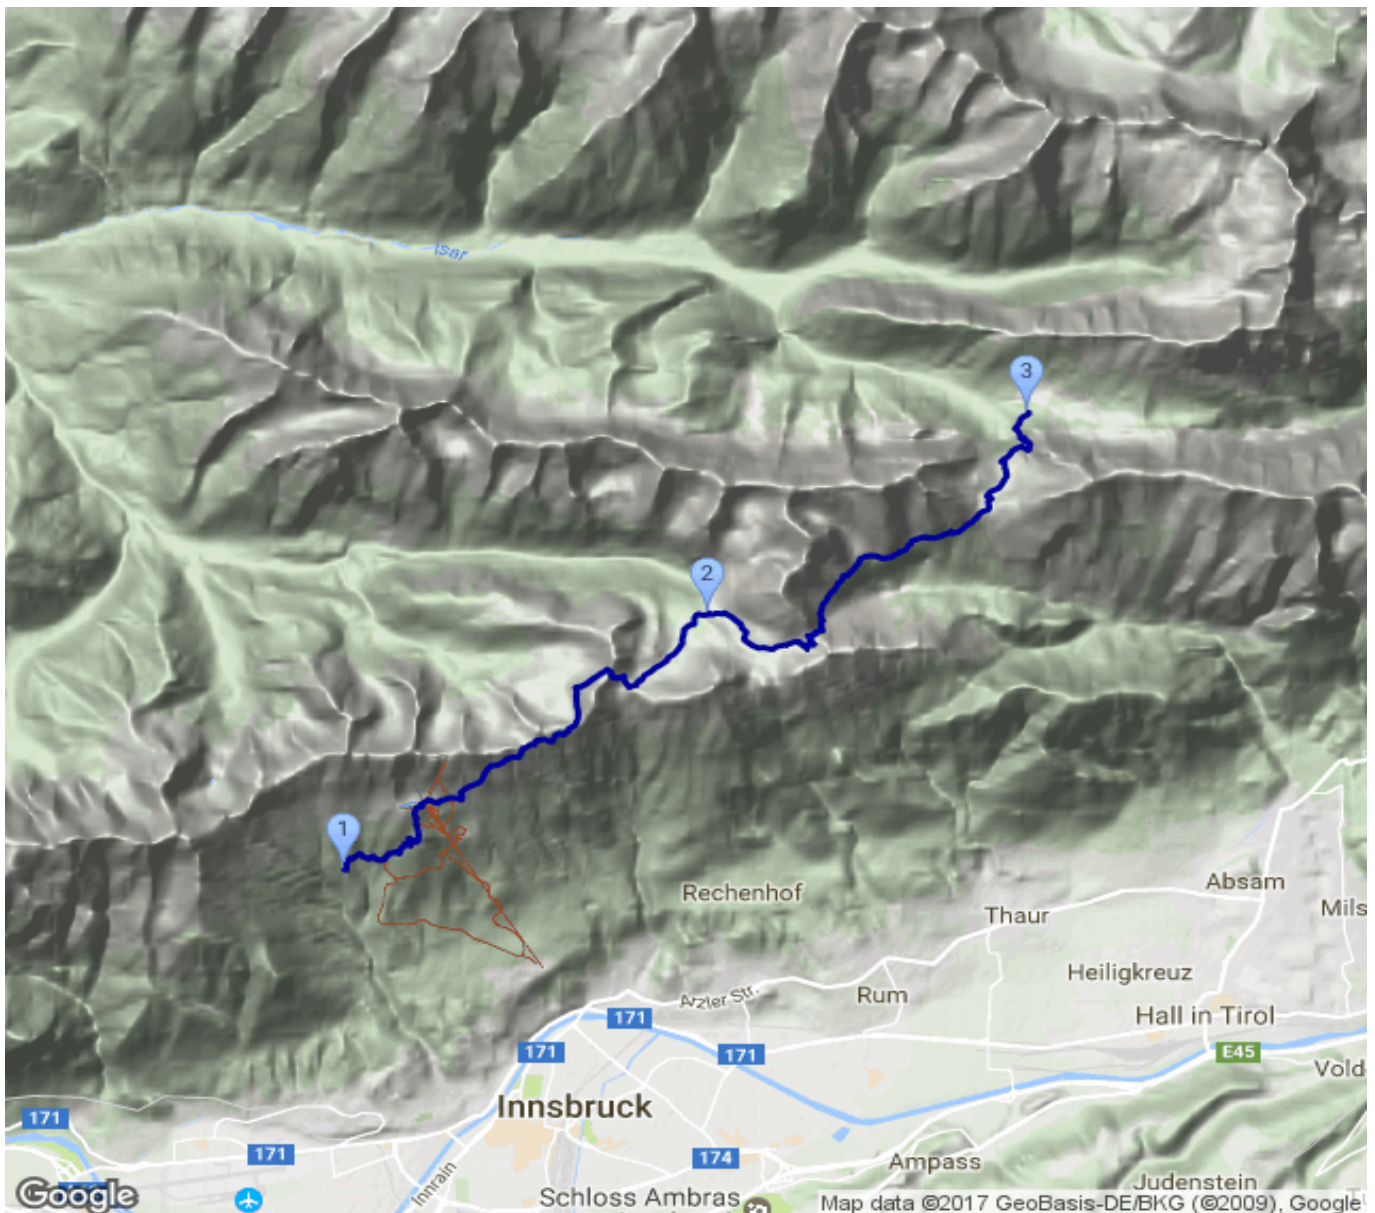 Isar
3
2
1
Rechenhof
Absam
Mils
Thaur
Heiligkreuz
Arzler Str.
Rum
Hall in Tirol
171
171
171
E45
Vold
Innsbruck
171
171
174
Ampass
Innrain
Judenstein
Google
Schloss Ambras
Map data ©2017 GeoBasis-DE/BKG (©2009), Google